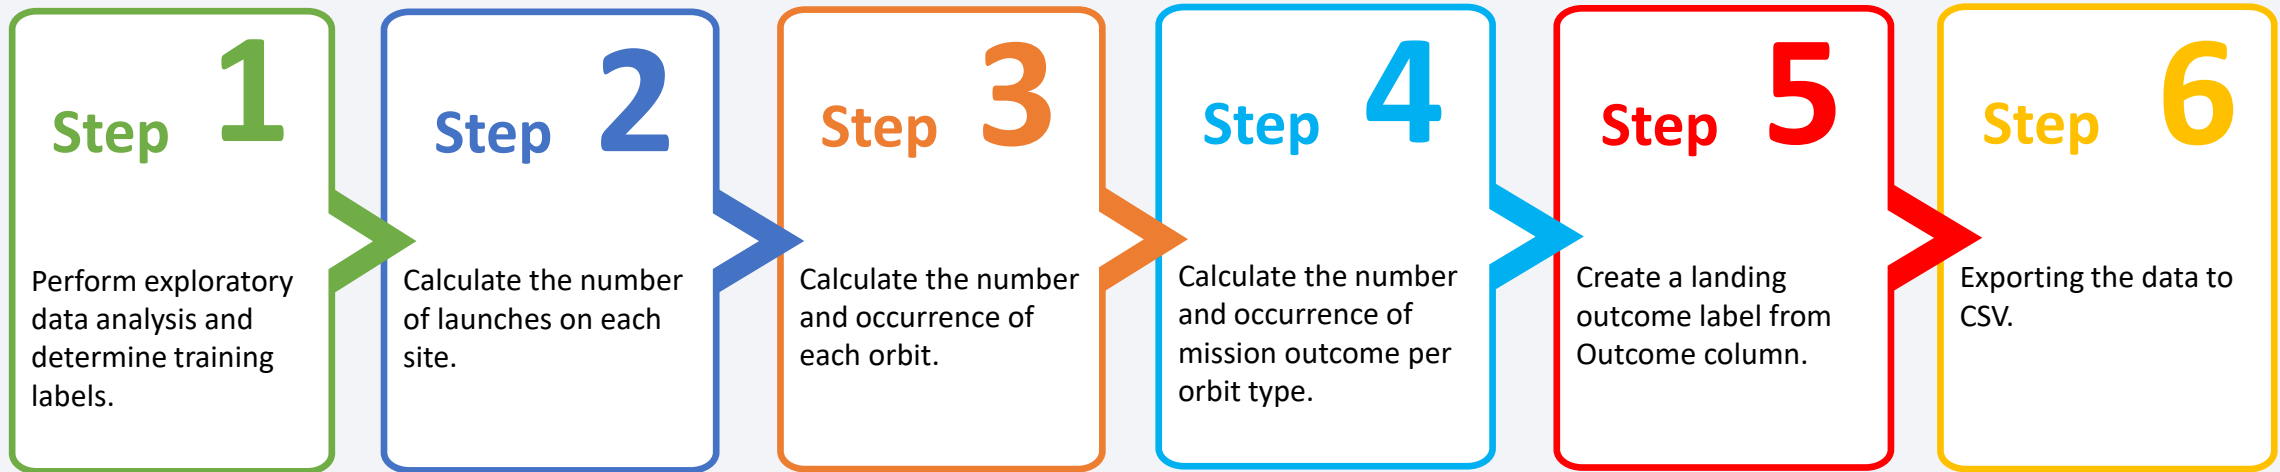 Step 1
Perform exploratory
data analysis and
determine training
labels.
Step 2
Calculate the number
of launches on each
site.
Step 3
Calculate the number
and occurrence of
each orbit.
Step 4
Calculate the number
and occurrence of
mission outcome per
orbit type.
Step 5
Create a landing
outcome label from
Outcome column.
Step 6
Exporting the data to
CSV.